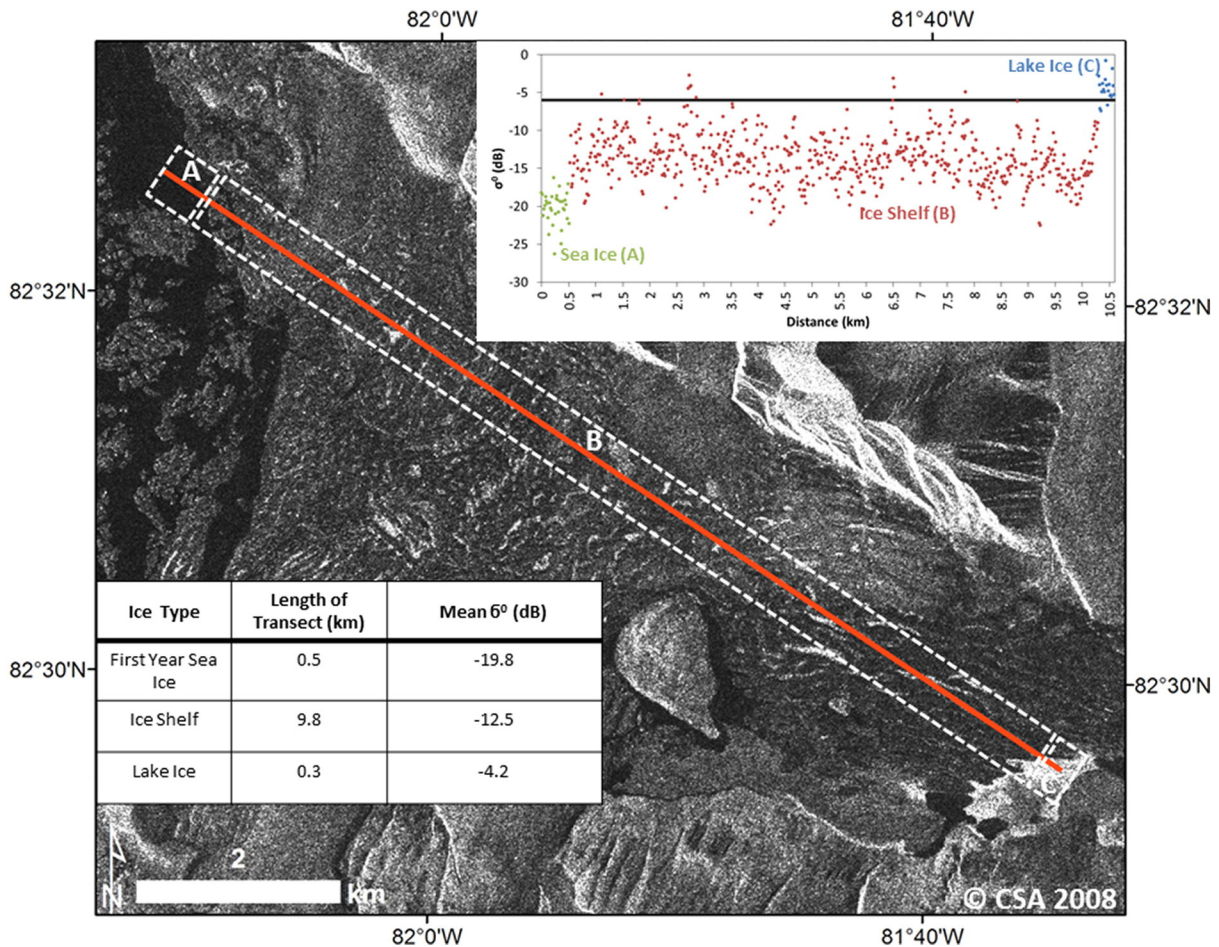 82°0'W 81°40'W
0
-5
-10
-15
-20
-25
-30
σ⁰ (dB)
Lake Ice (C)
Ice Shelf (B)
Sea Ice (A)
0 0.5 1 1.5 2 2.5 3 3.5 4 4.5 5 5.5 6 6.5 7 7.5 8 8.5 9 9.5 10 10.5
Distance (km)
A
82°32'N 82°32'N
B
Ice Type Length of Transect (km) Mean σ⁰ (dB)
First Year Sea Ice 0.5 -19.8
Ice Shelf 9.8 -12.5
Lake Ice 0.3 -4.2
82°30'N 82°30'N
C
2
N km
© CSA 2008
82°0'W 81°40'W